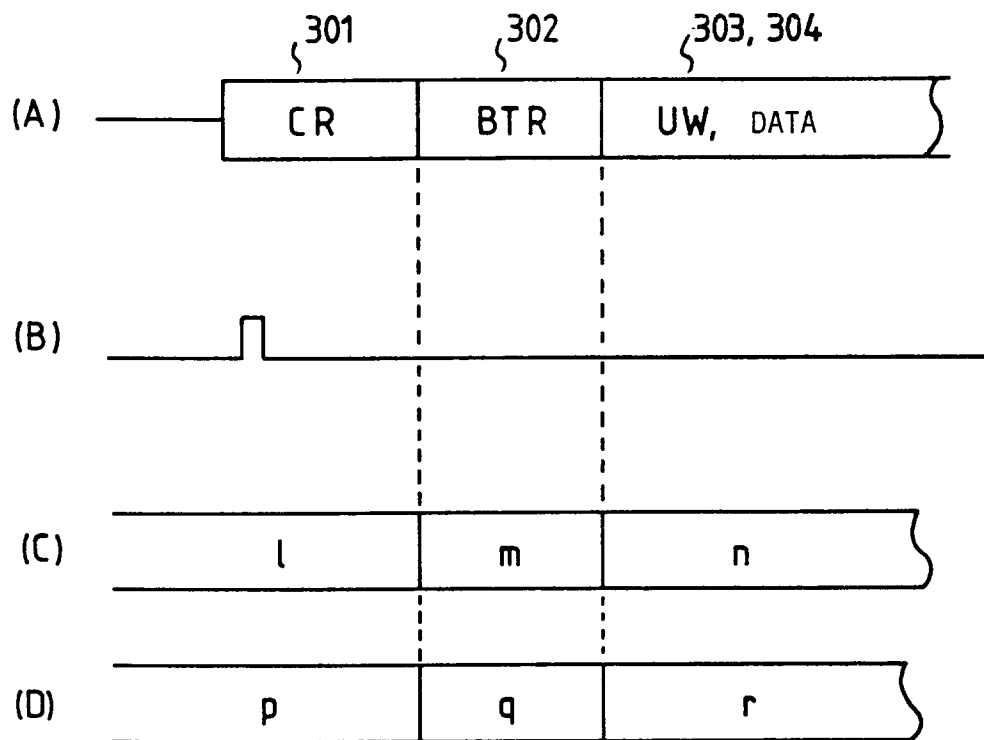 301 302 303, 304
(A) CR BTR UW, DATA
(B)
(C) l m n
(D) p q r